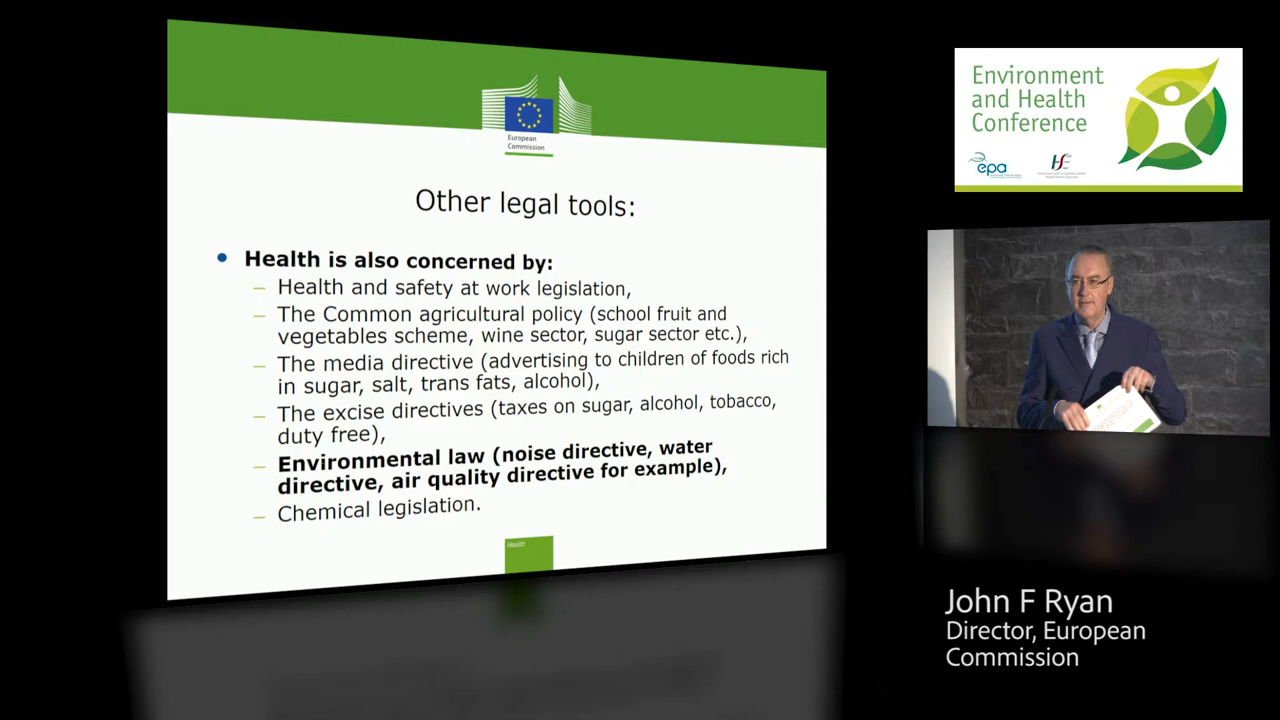 European
Commission
Other legal tools:
Health is also concerned by:
– Health and safety at work legislation,
– The Common agricultural policy (school fruit and
vegetables scheme, wine sector, sugar sector etc.),
– The media directive (advertising to children of foods rich
in sugar, salt, trans fats, alcohol),
– The excise directives (taxes on sugar, alcohol, tobacco,
duty free),
– Environmental law (noise directive, water
directive, air quality directive for example),
– Chemical legislation.
Health
Environment
and Health
Conference
epa
John F Ryan
Director, European
Commission